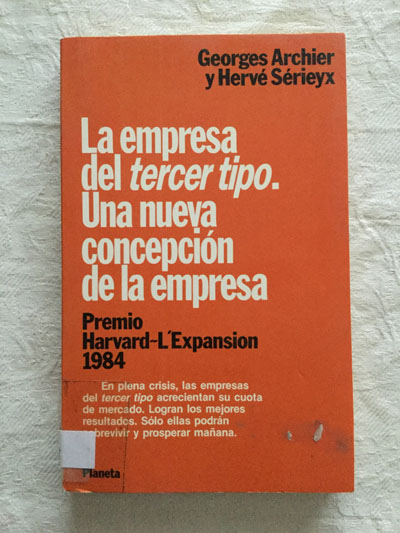 Georges Archier
y Hervé Sérieyx
La empresa
del tercer tipo.
Una nueva
concepción
de la empresa
Premio
Harvard-L'Expansion
1984
En plena crisis, las empresas
del tercer tipo acrecientan su cuota
de mercado. Logran los mejores
resultados. Sólo ellas podrán
sobrevivir y prosperar mañana.
Planeta